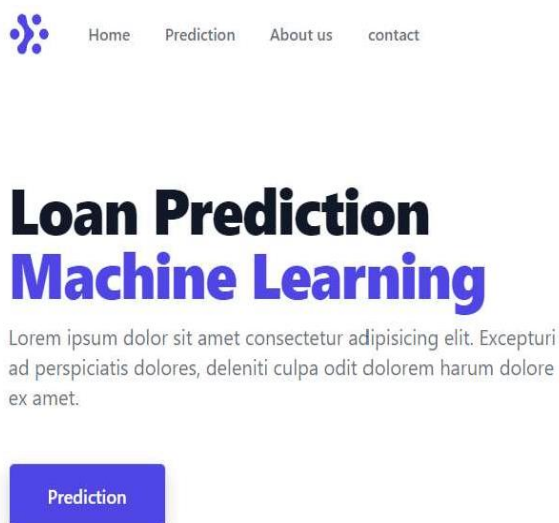 Home Prediction About us contact
Loan Prediction
Machine Learning
Lorem ipsum dolor sit amet consectetur adipisicing elit. Excepturi
ad perspiciatis dolores, deleniti culpa odit dolorem harum dolore
ex amet.
Prediction